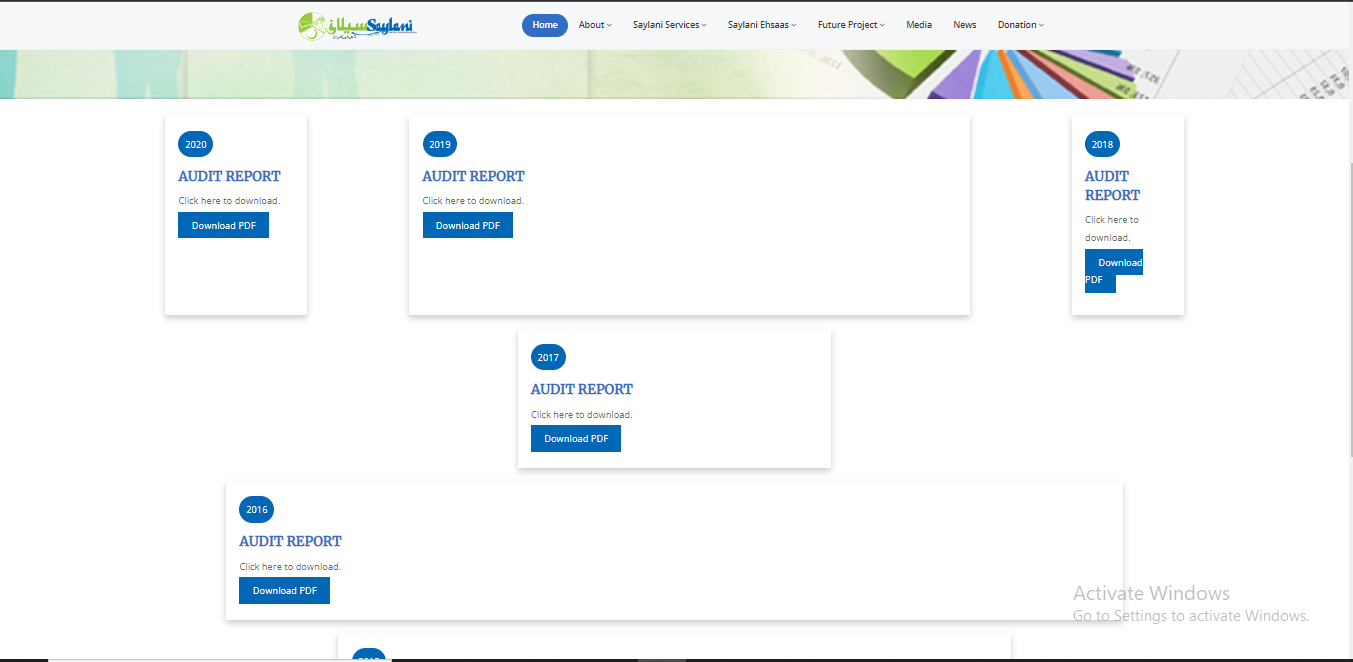 سیلانی Saylani
Home About Saylani Services Saylani Ehsaas Future Project Media News Donation
2020
AUDIT REPORT
Click here to download.
Download PDF
2019
AUDIT REPORT
Click here to download.
Download PDF
2018
AUDIT
REPORT
Click here to
download.
Download
PDF
2017
AUDIT REPORT
Click here to download.
Download PDF
2016
AUDIT REPORT
Click here to download.
Download PDF
Activate Windows
Go to Settings to activate Windows.